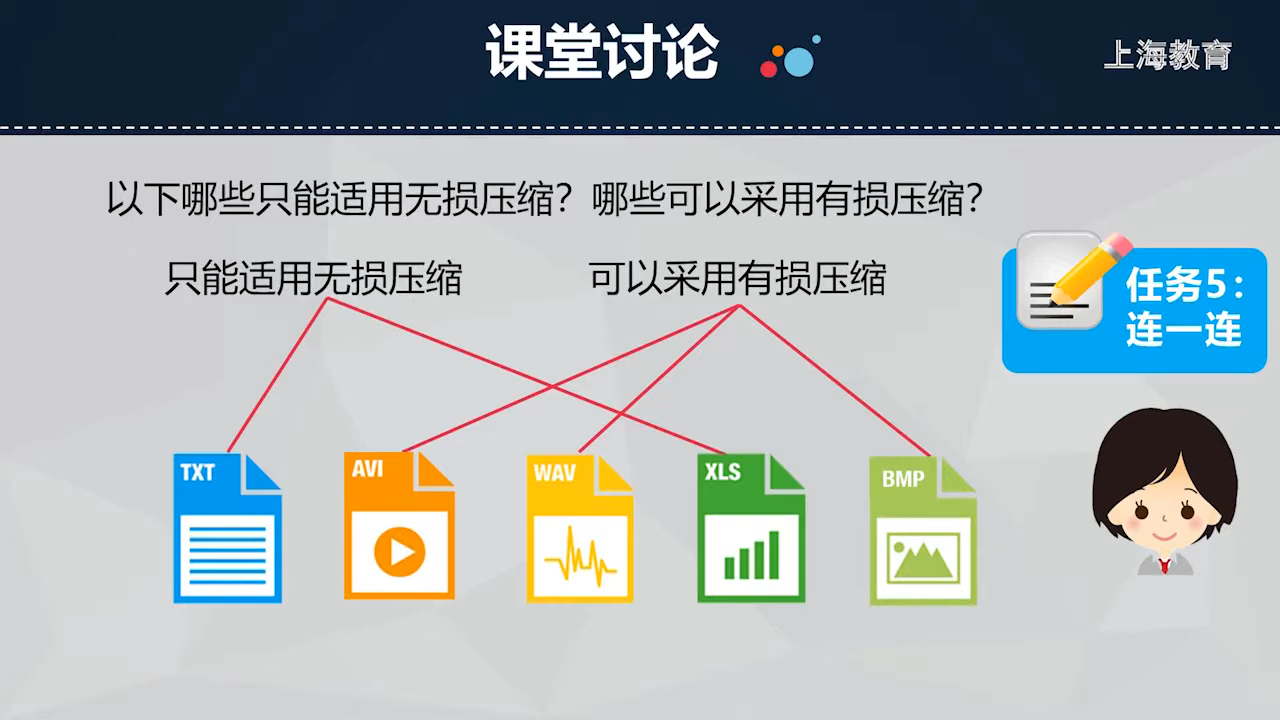 课堂讨论
上海教育
以下哪些只能适用无损压缩？哪些可以采用有损压缩？
只能适用无损压缩
可以采用有损压缩
任务5：
连一连
TXT
AVI
WAV
XLS
BMP